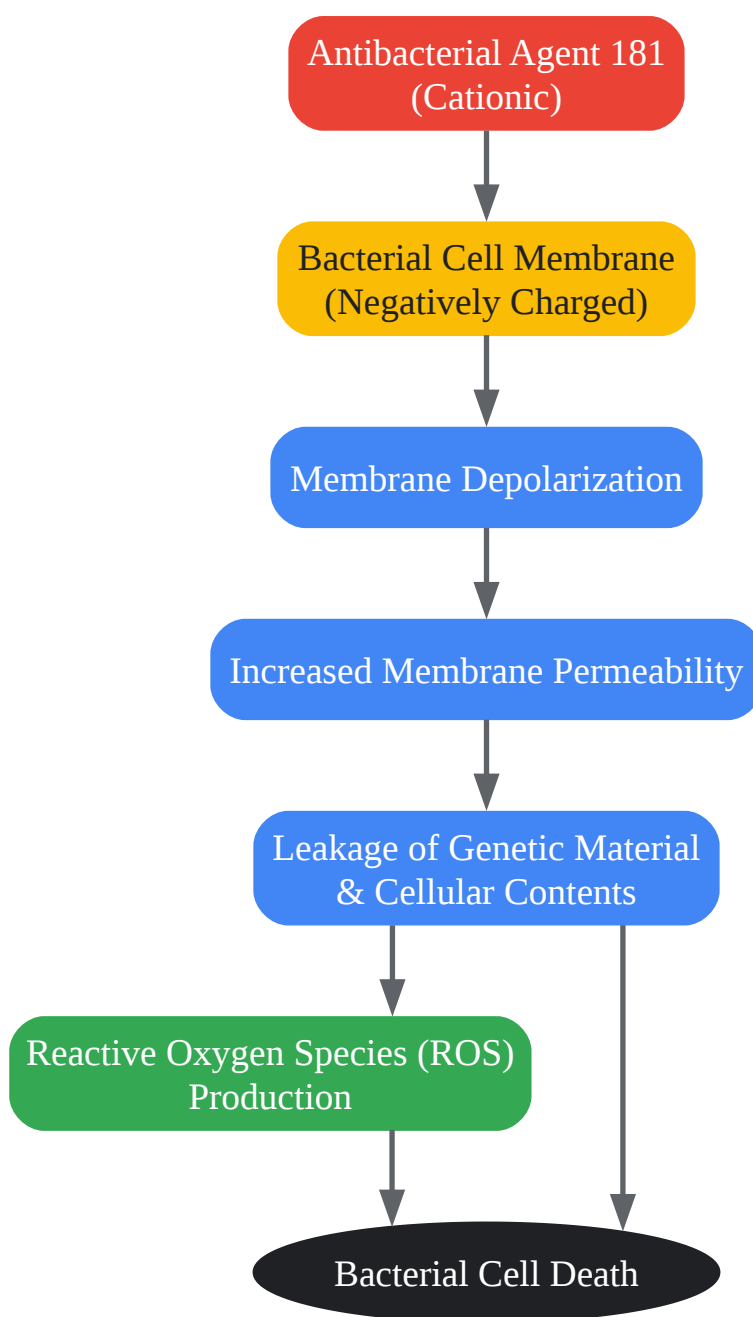 Antibacterial Agent 181
(Cationic)
Bacterial Cell Membrane
(Negatively Charged)
Membrane Depolarization
Increased Membrane Permeability
Leakage of Genetic Material
& Cellular Contents
Reactive Oxygen Species (ROS)
Production
Bacterial Cell Death